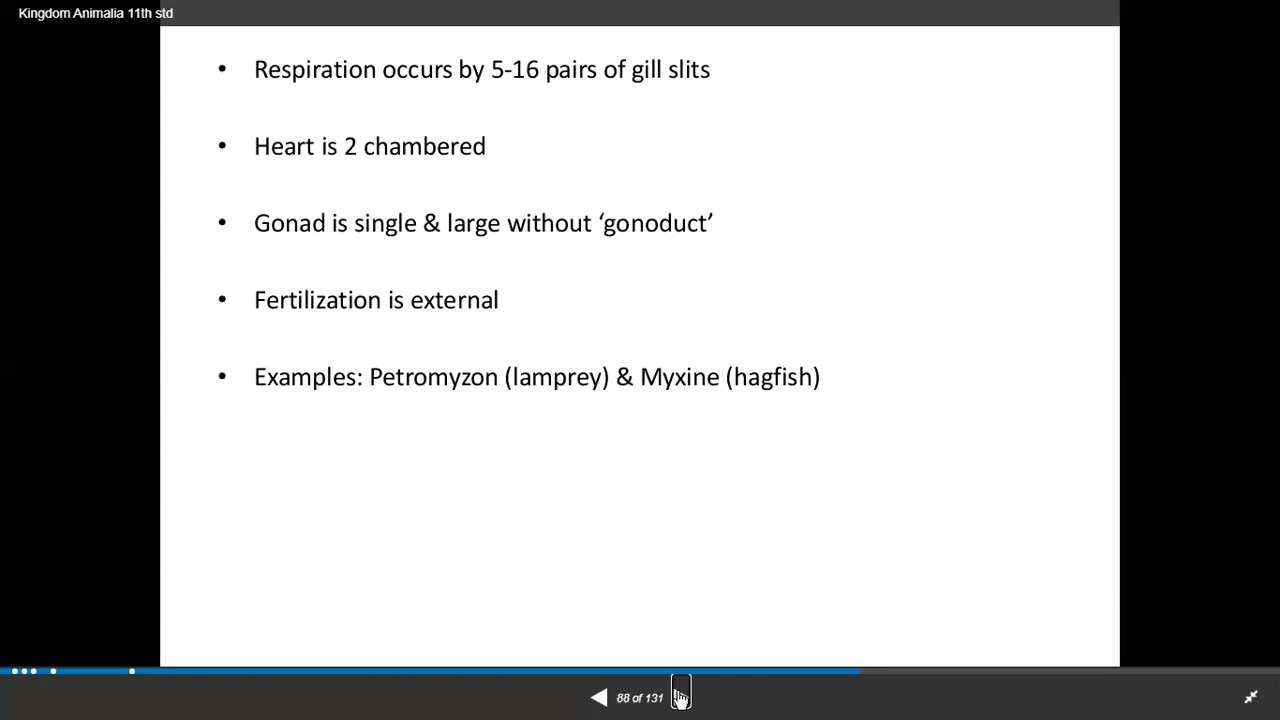 Kingdom Animalia 11th std
• Respiration occurs by 5-16 pairs of gill slits
• Heart is 2 chambered
• Gonad is single & large without ‘gonoduct’
• Fertilization is external
• Examples: Petromyzon (lamprey) & Myxine (hagfish)
88 of 131